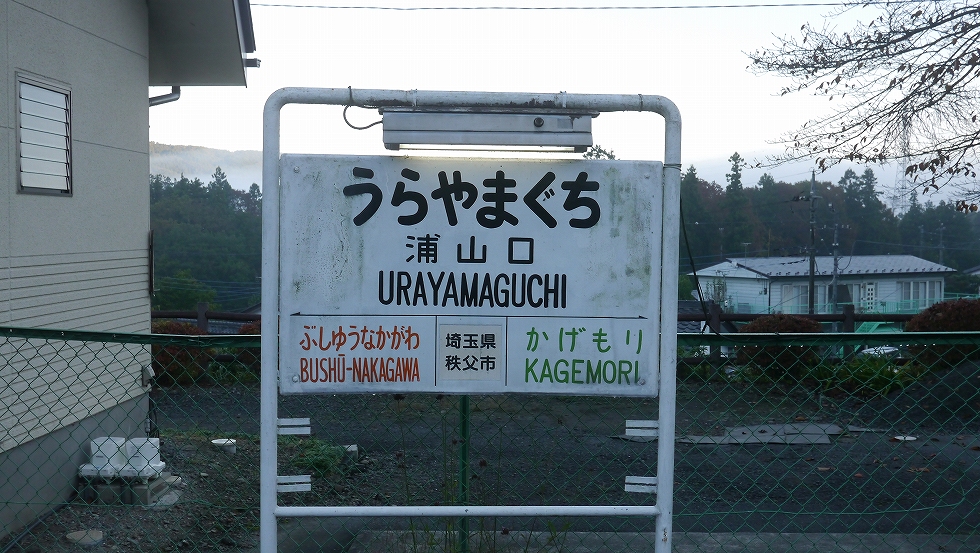 うらやまぐち
浦山口
URAYAMAGUCHI
ぶしゆうなかがわ
BUSHŪ-NAKAGAWA
埼玉県
秩父市
かげもり
KAGEMORI